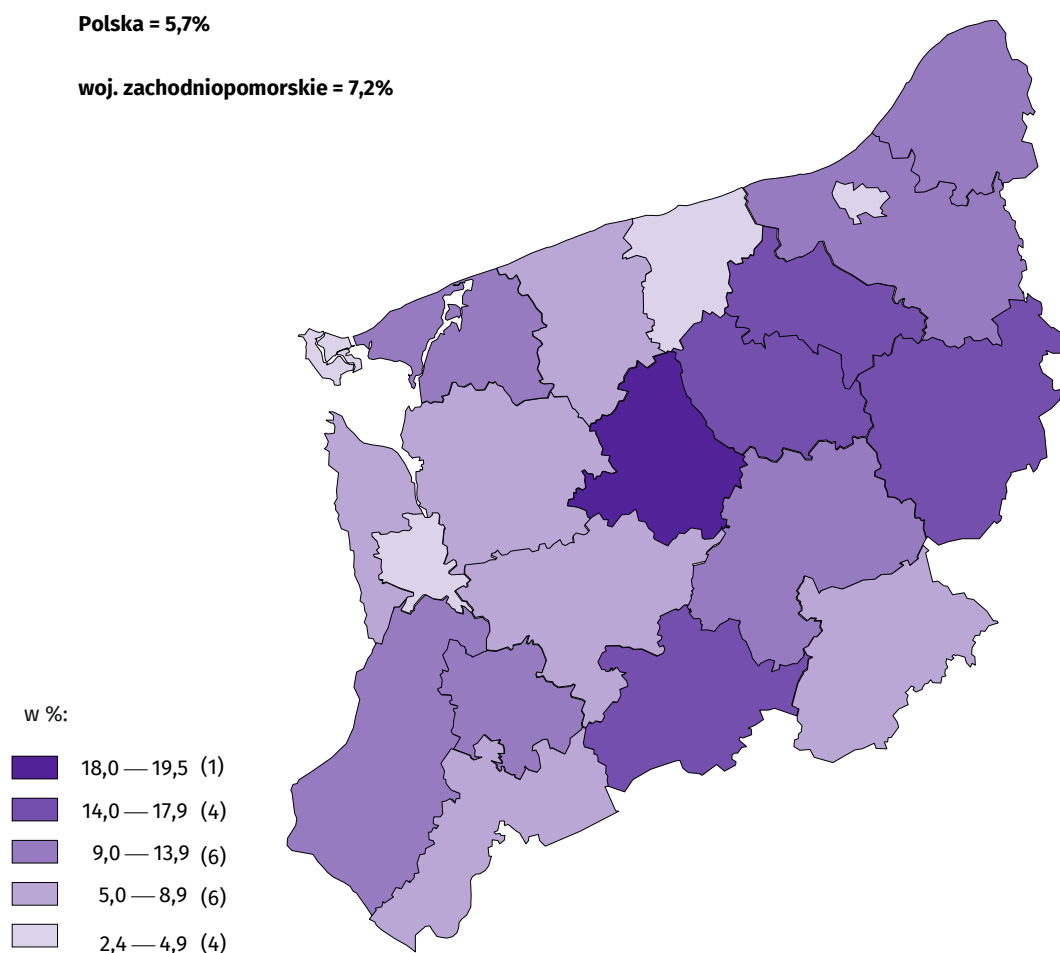 Polska = 5,7%
woj. zachodniopomorskie = 7,2%
w %:
18,0 — 19,5 (1)
14,0 — 17,9 (4)
9,0 — 13,9 (6)
5,0 — 8,9 (6)
2,4 — 4,9 (4)